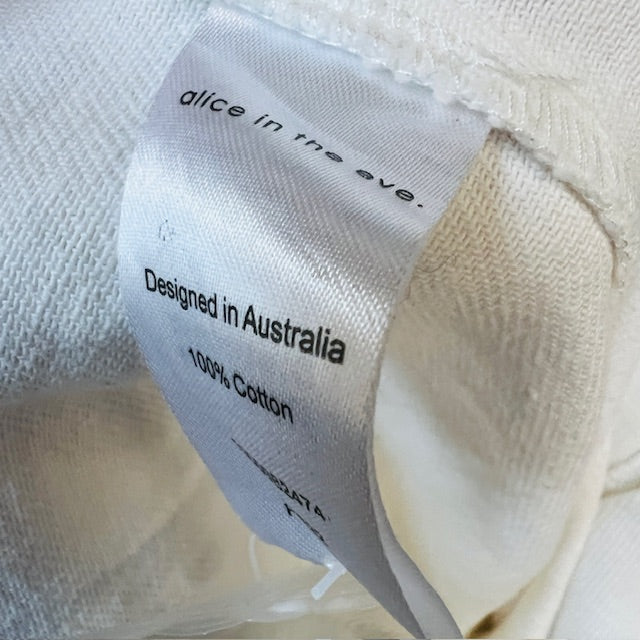 alice in the eve.
Designed in Australia
100% Cotton